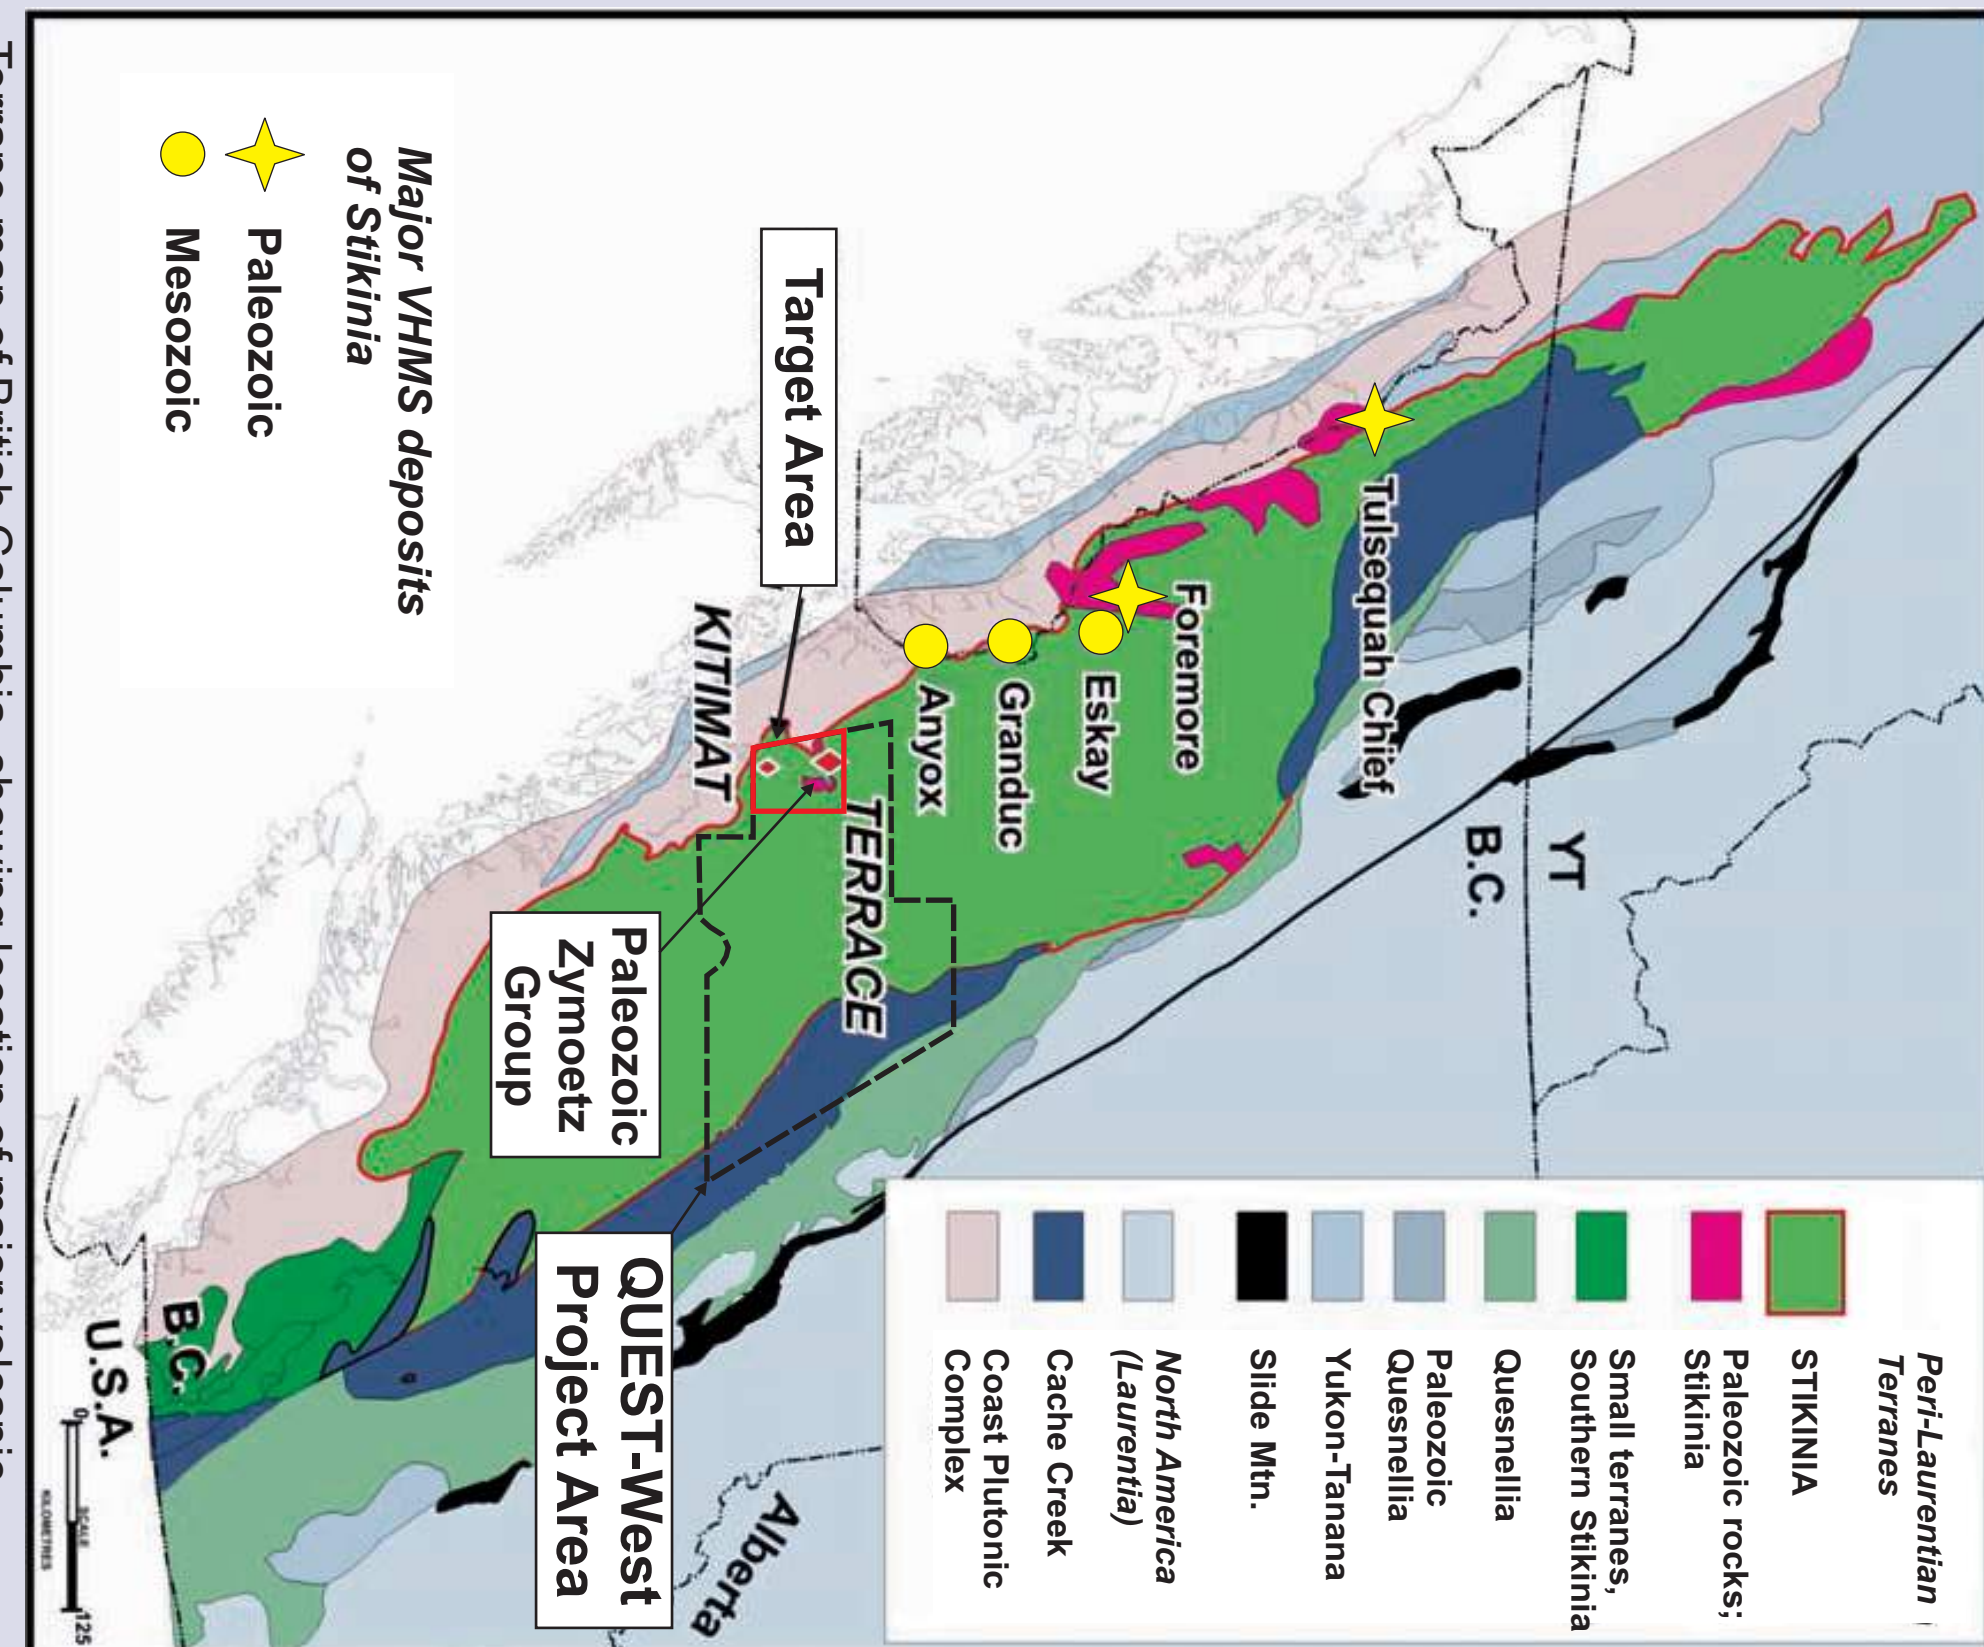 Peri-Laurentian
Terranes
STIKINIA
Paleozoic rocks;
Stikinia
Small terranes,
Southern Stikinia
Quesnellia
Paleozoic
Quesnellia
Yukon-Tanana
Slide Mtn.
North America
(Laurentia)
Cache Creek
Coast Plutonic
Complex
YT
B.C.
Tulsequah Chief
Foremore
Eskay
Granduc
Anyox
TERRACE
KITIMAT
Target Area
Paleozoic
Zymoetz
Group
QUEST-West
Project Area
Alberta
B.C.
U.S.A.
0
125
SCALE
KILOMETRES
Major VHMS deposits
of Stikinia
Paleozoic
Mesozoic